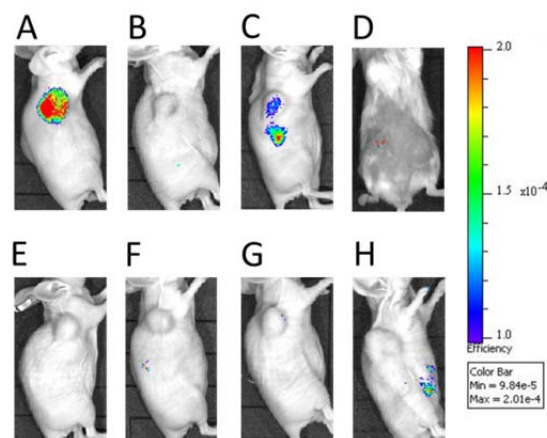 A B C D
E F G H
2.0
1.5
x10⁻⁴
1.0
Efficiency
Color Bar
Min = 9.84e-5
Max = 2.01e-4